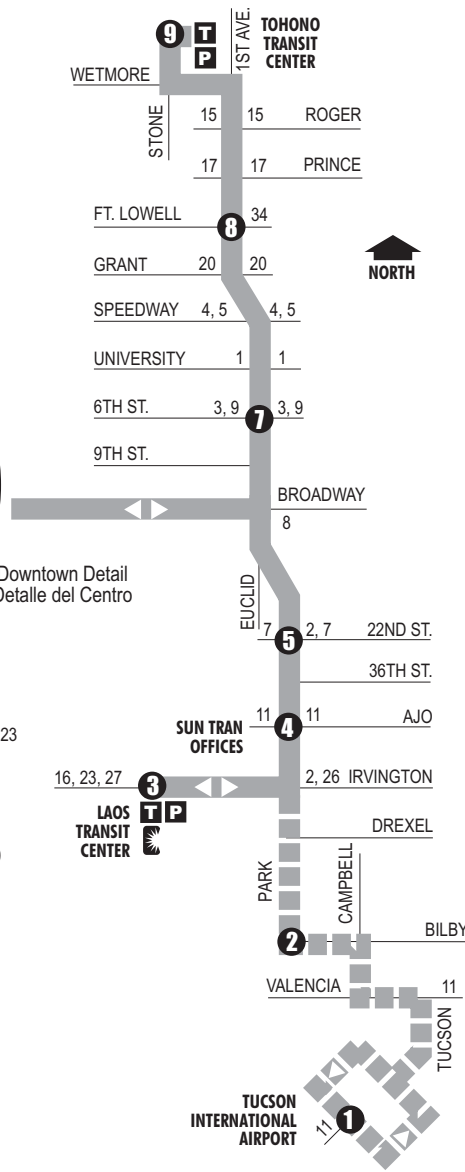 9
T
P
1ST AVE.
TOHONO
TRANSIT
CENTER
WETMORE
STONE
15
15
ROGER
17
17
PRINCE
FT. LOWELL
8
34
NORTH
GRANT
20
20
SPEEDWAY
4, 5
4, 5
UNIVERSITY
1
1
6TH ST.
3, 9
7
3, 9
9TH ST.
BROADWAY
8
Downtown Detail
Detalle del Centro
EUCLID
7
5
2, 7
22ND ST.
36TH ST.
23
SUN TRAN
OFFICES
11
4
11
AJO
16, 23, 27
3
2, 26
IRVINGTON
LAOS
TRANSIT
CENTER
T
P
DREXEL
PARK
CAMPBELL
2
BILBY
VALENCIA
11
TUCSON
TUCSON
INTERNATIONAL
AIRPORT
11
1